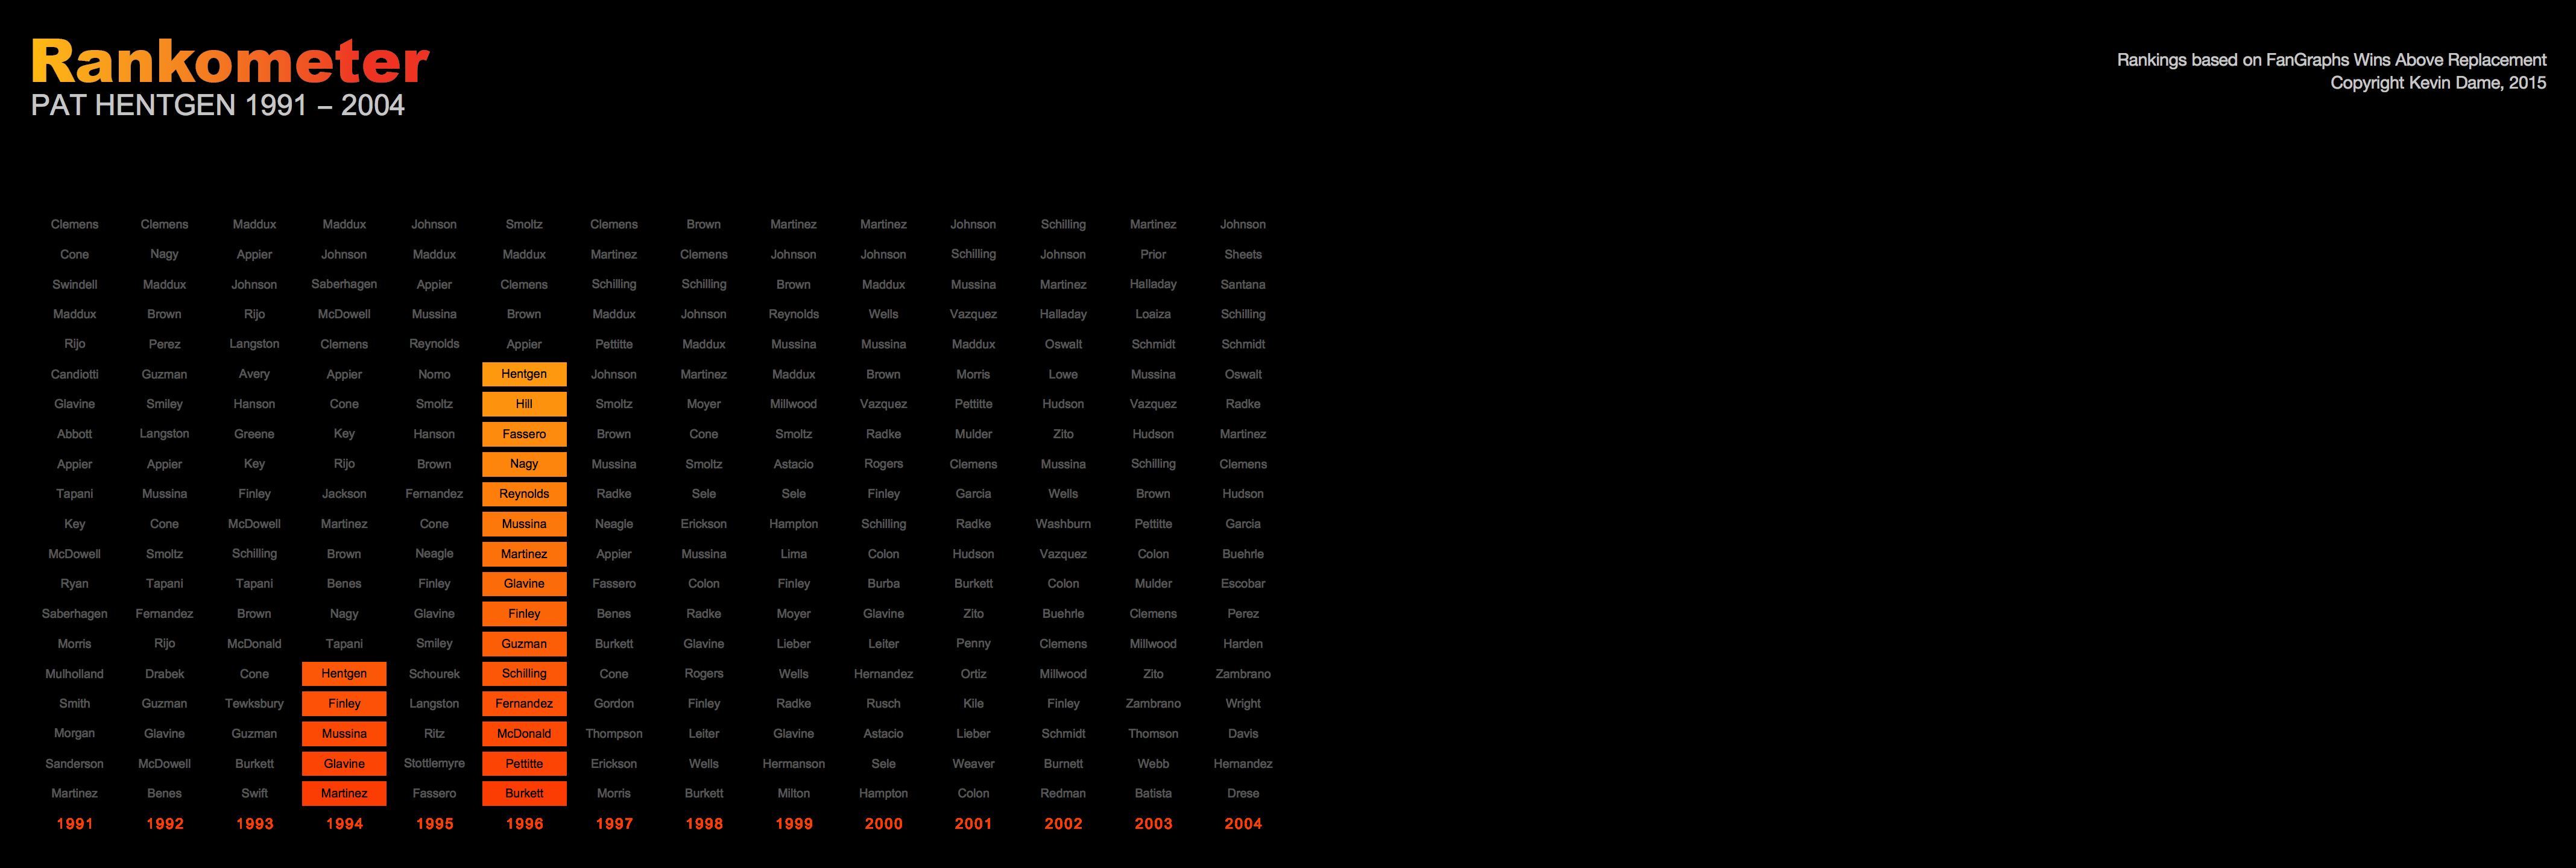 Rankometer
PAT HENTGEN 1991 – 2004
Rankings based on FanGraphs Wins Above Replacement
Copyright Kevin Dame, 2015
Clemens Clemens Maddux Maddux Johnson Smoltz Clemens Brown Martinez Martinez Johnson Schilling Martinez Johnson
Cone Nagy Appier Johnson Maddux Maddux Martinez Clemens Johnson Johnson Schilling Johnson Prior Sheets
Swindell Maddux Johnson Saberhagen Appier Clemens Schilling Schilling Brown Maddux Mussina Martinez Halladay Santana
Maddux Brown Rijo McDowell Mussina Brown Maddux Johnson Reynolds Wells Vazquez Halladay Loaiza Schilling
Rijo Perez Langston Clemens Reynolds Appier Pettitte Maddux Mussina Mussina Maddux Oswalt Schmidt Schmidt
Candiotti Guzman Avery Appier Nomo Hentgen Johnson Martinez Maddux Brown Morris Lowe Mussina Oswalt
Glavine Smiley Hanson Cone Smoltz Hill Smoltz Moyer Millwood Vazquez Pettitte Hudson Vazquez Radke
Abbott Langston Greene Key Hanson Fassero Brown Cone Smoltz Radke Mulder Zito Hudson Martinez
Appier Appier Key Rijo Brown Nagy Mussina Smoltz Astacio Rogers Clemens Mussina Schilling Clemens
Tapani Mussina Finley Jackson Fernandez Reynolds Radke Sele Sele Finley Garcia Wells Brown Hudson
Key Cone McDowell Martinez Cone Mussina Neagle Erickson Hampton Schilling Radke Washburn Pettitte Garcia
McDowell Smoltz Schilling Brown Neagle Martinez Appier Mussina Lima Colon Hudson Vazquez Colon Buehrle
Ryan Tapani Tapani Benes Finley Glavine Fassero Colon Finley Burba Burkett Colon Mulder Escobar
Saberhagen Fernandez Brown Nagy Glavine Finley Benes Radke Moyer Glavine Zito Buehrle Clemens Perez
Morris Rijo McDonald Tapani Smiley Guzman Burkett Glavine Lieber Leiter Penny Clemens Millwood Harden
Mulholland Drabek Cone Hentgen Schourek Schilling Cone Rogers Wells Hernandez Ortiz Millwood Zito Zambrano
Smith Guzman Tewksbury Finley Langston Fernandez Gordon Finley Radke Rusch Kile Finley Zambrano Wright
Morgan Glavine Guzman Mussina Ritz McDonald Thompson Leiter Glavine Astacio Lieber Schmidt Thomson Davis
Sanderson McDowell Burkett Glavine Stottlemyre Pettitte Erickson Wells Hermanson Sele Weaver Burnett Webb Hernandez
Martinez Benes Swift Martinez Fassero Burkett Morris Burkett Milton Hampton Colon Redman Batista Drese
1991 1992 1993 1994 1995 1996 1997 1998 1999 2000 2001 2002 2003 2004